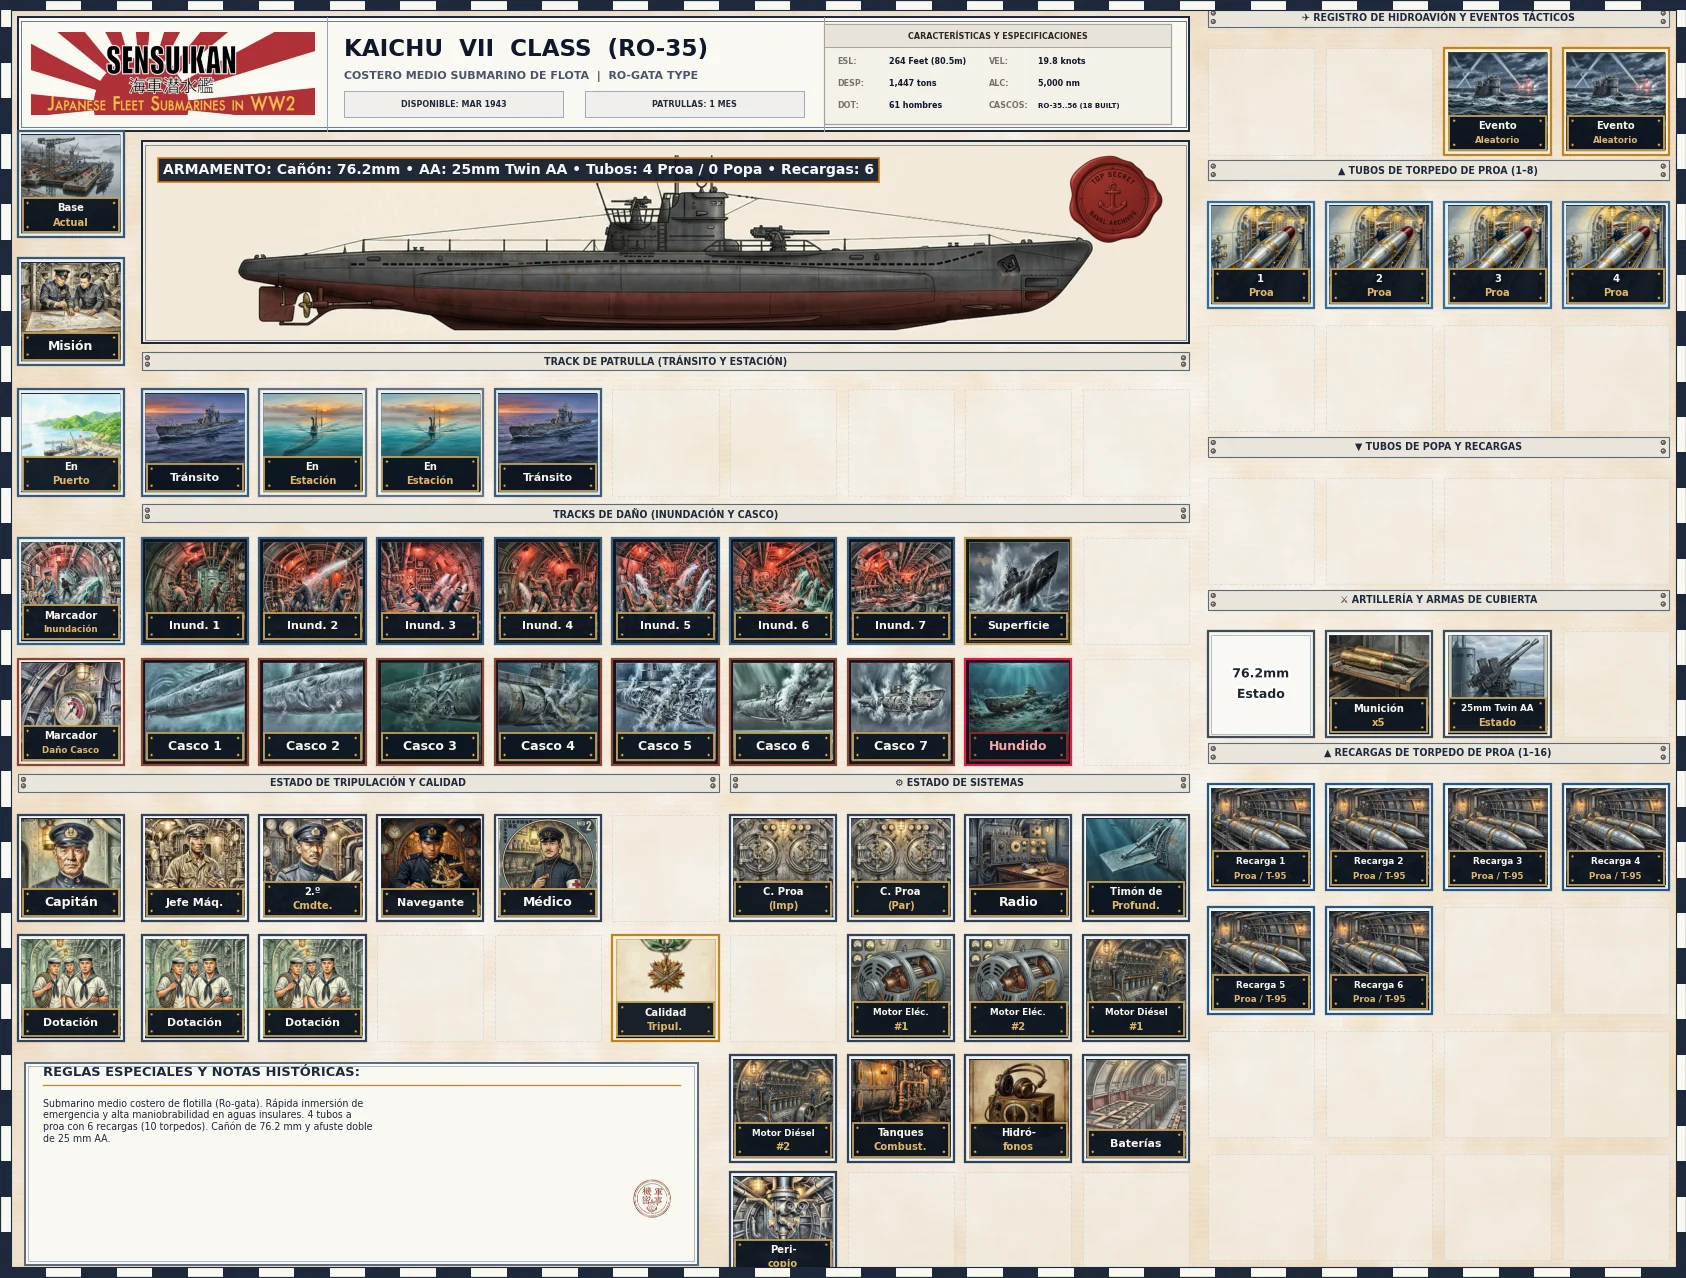 SENSUIKAN
海軍潜水艦
JAPANESE FLEET SUBMARINES IN WW2
KAICHU VII CLASS (RO-35)
COSTERO MEDIO SUBMARINO DE FLOTA | RO-GATA TYPE
DISPONIBLE: MAR 1943
PATRULLAS: 1 MES
CARACTERÍSTICAS Y ESPECIFICACIONES
ESL: 264 Feet (80.5m) VEL: 19.8 knots
DESP: 1,447 tons ALC: 5,000 nm
DOT: 61 hombres CASCOS: RO-35..56 (18 BUILT)
Base
Actual
Misión
ARMAMENTO: Cañón: 76.2mm • AA: 25mm Twin AA • Tubos: 4 Proa / 0 Popa • Recargas: 6
TOP SECRET
NAVAL ARCHIVES
TRACK DE PATRULLA (TRÁNSITO Y ESTACIÓN)
En
Puerto
Tránsito
En
Estación
En
Estación
Tránsito
TRACKS DE DAÑO (INUNDACIÓN Y CASCO)
Marcador
Inundación
Inund. 1
Inund. 2
Inund. 3
Inund. 4
Inund. 5
Inund. 6
Inund. 7
Superficie
Marcador
Daño Casco
Casco 1
Casco 2
Casco 3
Casco 4
Casco 5
Casco 6
Casco 7
Hundido
ESTADO DE TRIPULACIÓN Y CALIDAD
Capitán
Jefe Máq.
2.º
Cmdte.
Navegante
Médico
Dotación
Dotación
Dotación
Calidad
Tripul.
⚙ ESTADO DE SISTEMAS
C. Proa
(Imp)
C. Proa
(Par)
Radio
Timón de
Profund.
Motor Eléc.
#1
Motor Eléc.
#2
Motor Diésel
#1
Motor Diésel
#2
Tanques
Combust.
Hidró-
fonos
Baterías
Peri-
copio
REGLAS ESPECIALES Y NOTAS HISTÓRICAS:
Submarino medio costero de flotilla (Ro-gata). Rápida inmersión de
emergencia y alta maniobrabilidad en aguas insulares. 4 tubos a
proa con 6 recargas (10 torpedos). Cañón de 76.2 mm y afuste doble
de 25 mm AA.
✈ REGISTRO DE HIDROAVIÓN Y EVENTOS TÁCTICOS
Evento
Aleatorio
Evento
Aleatorio
▲ TUBOS DE TORPEDO DE PROA (1–8)
1
Proa
2
Proa
3
Proa
4
Proa
▼ TUBOS DE POPA Y RECARGAS
⚔ ARTILLERÍA Y ARMAS DE CUBIERTA
76.2mm
Estado
Munición
x5
25mm Twin AA
Estado
▲ RECARGAS DE TORPEDO DE PROA (1–16)
Recarga 1
Proa / T-95
Recarga 2
Proa / T-95
Recarga 3
Proa / T-95
Recarga 4
Proa / T-95
Recarga 5
Proa / T-95
Recarga 6
Proa / T-95